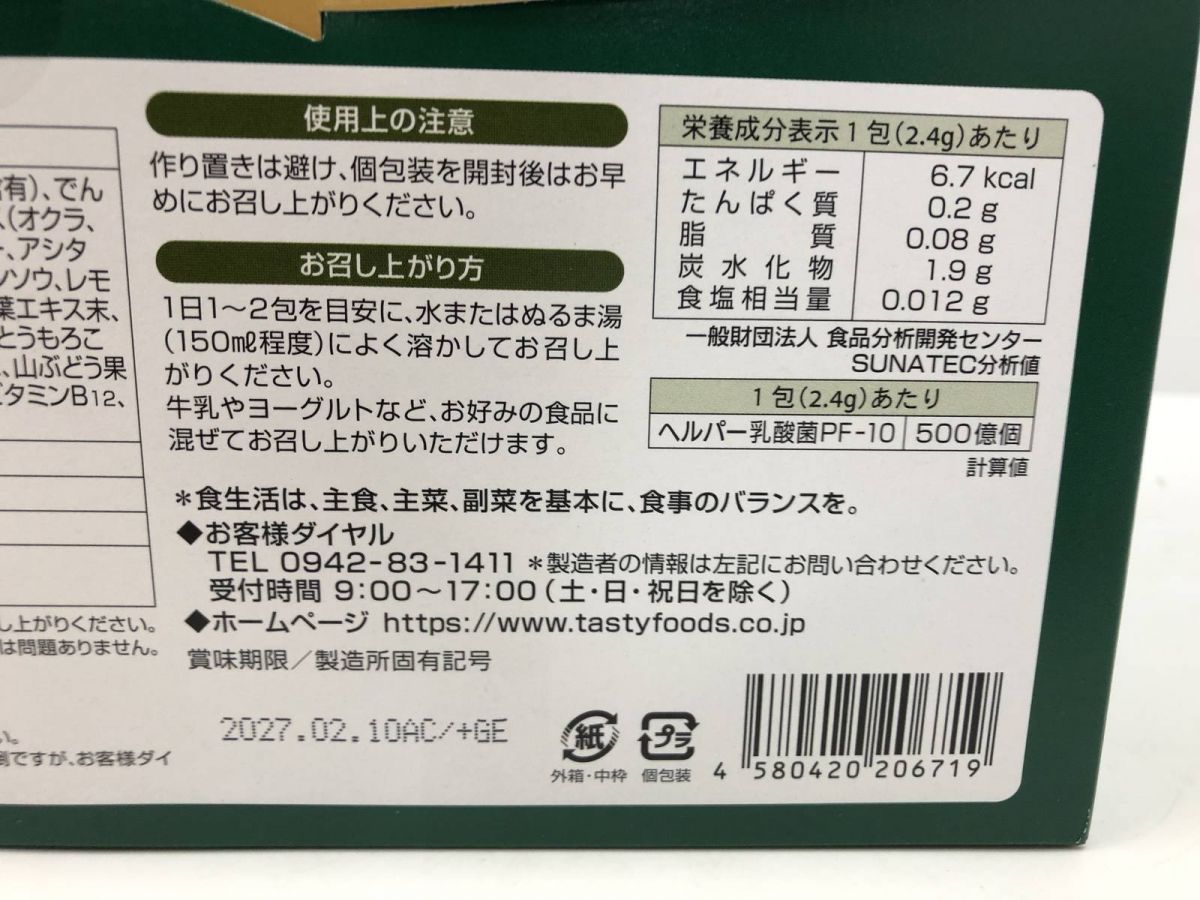 有)、でん
(オクラ、
、アシタ
ンソウ、レモ
葉エキス末、
とうもろこ
、山ぶどう果
タミンB12、
し上がりください。
は問題ありません。
い。
ですが、お客様ダイ
使用上の注意
作り置きは避け、個包装を開封後はお早
めにお召し上がりください。
お召し上がり方
1日1～2包を目安に、水またはぬるま湯
(150㎖程度)によく溶かしてお召し上
がりください。
牛乳やヨーグルトなど、お好みの食品に
混ぜてお召し上がりいただけます。
栄養成分表示1包(2.4g)あたり
エネルギー 6.7 kcal
たんぱく質 0.2 g
脂質 0.08 g
炭水化物 1.9 g
食塩相当量 0.012 g
一般財団法人 食品分析開発センター
SUNATEC分析値
1包(2.4g)あたり
ヘルパー乳酸菌PF-10 500億個
計算値
＊食生活は、主食、主菜、副菜を基本に、食事のバランスを。
◆お客様ダイヤル
TEL 0942-83-1411 ＊製造者の情報は左記にお問い合わせください。
受付時間 9:00～17:00(土・日・祝日を除く)
◆ホームページ https://www.tastyfoods.co.jp
賞味期限／製造所固有記号
2027.02.10AC/+GE
紙
外箱・中枠
プラ
個包装
4 580420 206719